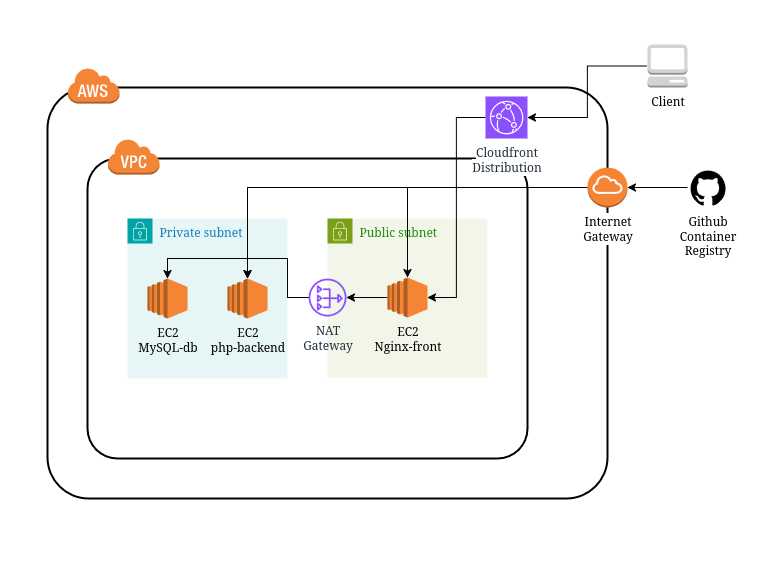 AWS
Client
Cloudfront
Distribution
VPC
Internet
Gateway
Github
Container
Registry
Private subnet
Public subnet
EC2
MySQL-db
EC2
php-backend
NAT
Gateway
EC2
Nginx-front